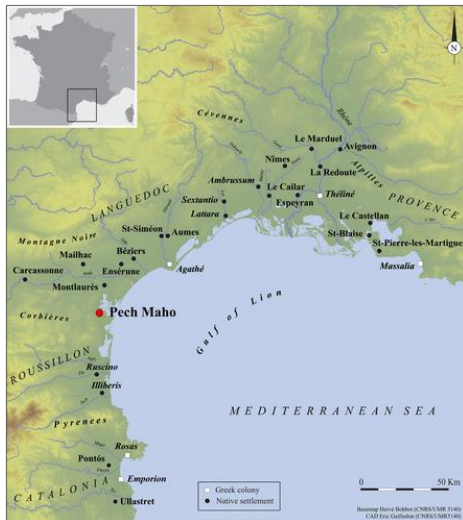 N
Cévennes
Rhône
Le Marduel
Avignon
Nîmes
La Redoute
Alpilles
PROVENCE
Ambrussum
Le Cailar
Théliné
Espeyran
LANGUEDOC
Sextantio
Lattara
Le Castellan
St-Blaise
St-Pierre-les-Martigues
Massalia
St-Siméon
Aumes
Montagne Noire
Mailhac
Béziers
Carcassonne
Ensérune
Agathé
Montlaurès
Corbières
Pech Maho
Gulf of Lion
ROUSSILLON
Ruscino
Illiberis
MEDITERRANEAN SEA
Pyrenees
Rosas
Pontós
Emporion
CATALONIA
Ullastret
Greek colony
Native settlement
0 50 Km
Basemap Hervé Bohbot (CNRS/UMR 5140)
CAD Eric Gailledrat (CNRS/UMR5140)